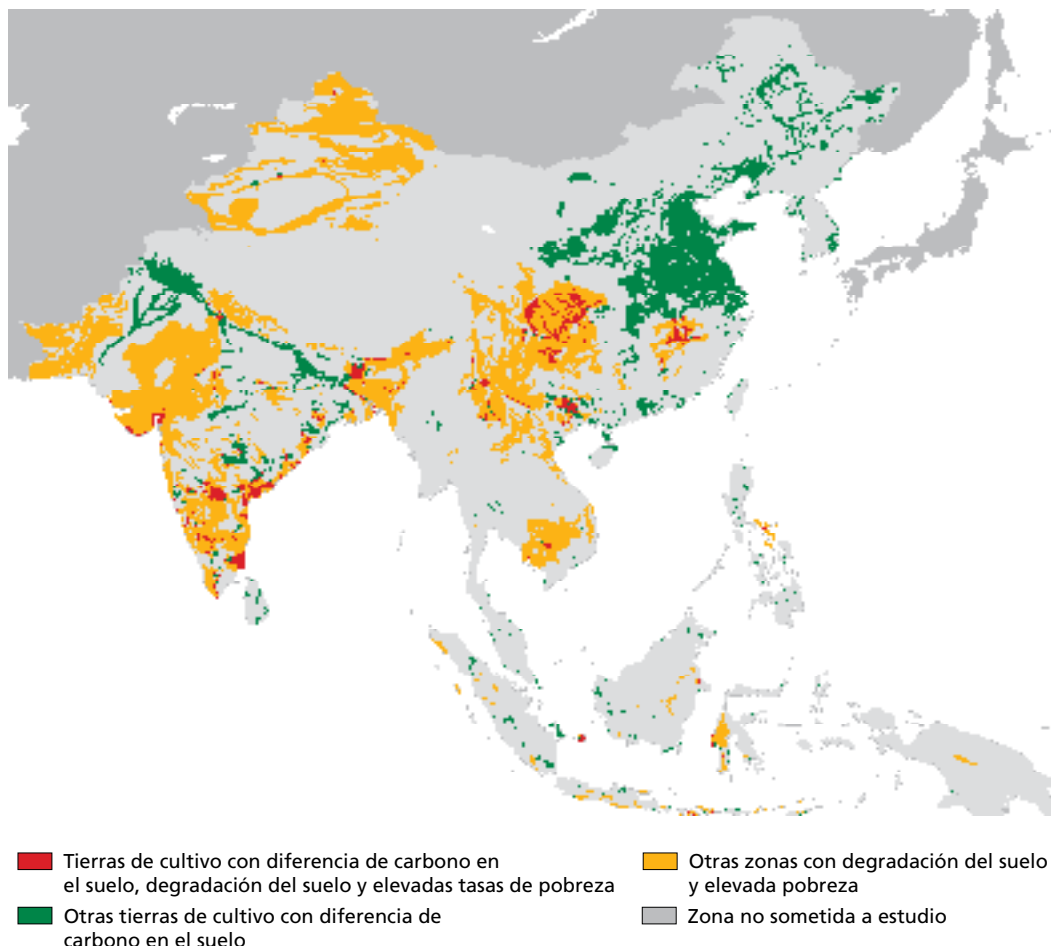 Tierras de cultivo con diferencia de carbono en
el suelo, degradación del suelo y elevadas tasas de pobreza
Otras tierras de cultivo con diferencia de
carbono en el suelo
Otras zonas con degradación del suelo
y elevada pobreza
Zona no sometida a estudio